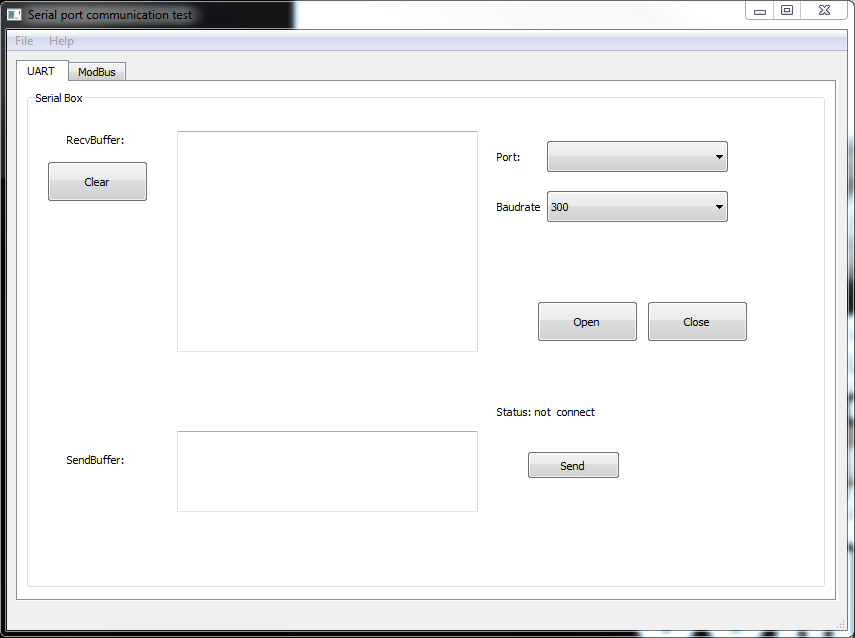 Serial port communication test
File Help
UART ModBus
Serial Box
RecvBuffer:
Clear
Port:
Baudrate 300
Open Close
Status: not connect
SendBuffer:
Send